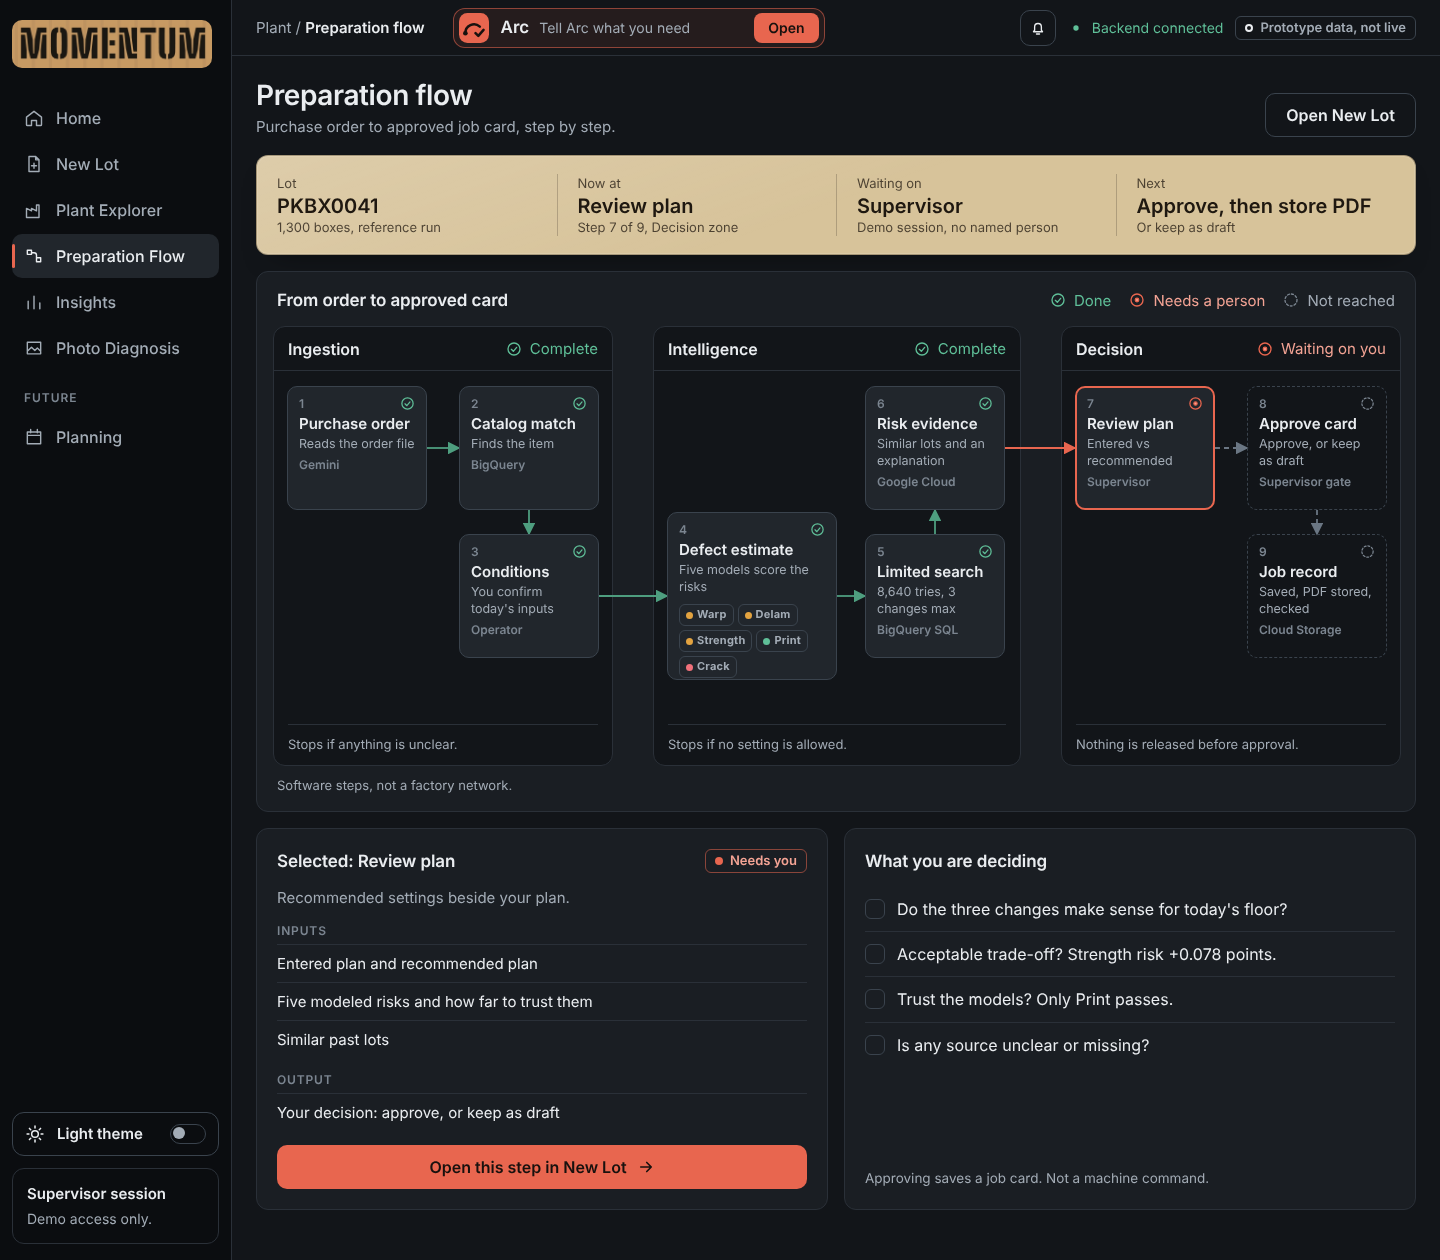 MOMENTUM
Home
New Lot
Plant Explorer
Preparation Flow
Insights
Photo Diagnosis
FUTURE
Planning
Light theme
Supervisor session
Demo access only.
Plant / Preparation flow
Arc Tell Arc what you need Open
Backend connected
Prototype data, not live
Preparation flow
Purchase order to approved job card, step by step.
Open New Lot
Lot
PKBX0041
1,300 boxes, reference run
Now at
Review plan
Step 7 of 9, Decision zone
Waiting on
Supervisor
Demo session, no named person
Next
Approve, then store PDF
Or keep as draft
From order to approved card
Done
Needs a person
Not reached
Ingestion
Complete
1
Purchase order
Reads the order file
Gemini
2
Catalog match
Finds the item
BigQuery
3
Conditions
You confirm
today's inputs
Operator
Stops if anything is unclear.
Intelligence
Complete
4
Defect estimate
Five models score the
risks
Warp
Delam
Strength
Print
Crack
5
Limited search
8,640 tries, 3
changes max
BigQuery SQL
6
Risk evidence
Similar lots and an
explanation
Google Cloud
Stops if no setting is allowed.
Decision
Waiting on you
7
Review plan
Entered vs
recommended
Supervisor
8
Approve card
Approve, or keep
as draft
Supervisor gate
9
Job record
Saved, PDF stored,
checked
Cloud Storage
Nothing is released before approval.
Software steps, not a factory network.
Selected: Review plan
Needs you
Recommended settings beside your plan.
INPUTS
Entered plan and recommended plan
Five modeled risks and how far to trust them
Similar past lots
OUTPUT
Your decision: approve, or keep as draft
Open this step in New Lot →
What you are deciding
Do the three changes make sense for today's floor?
Acceptable trade-off? Strength risk +0.078 points.
Trust the models? Only Print passes.
Is any source unclear or missing?
Approving saves a job card. Not a machine command.